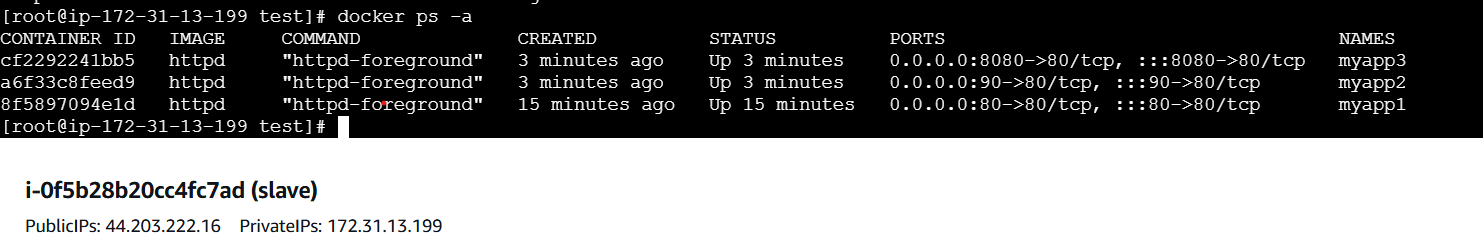 [root@ip-172-31-13-199 test]# docker ps -a
CONTAINER ID   IMAGE     COMMAND              CREATED          STATUS          PORTS                                   NAMES
cf2292241bb5   httpd     "httpd-foreground"   3 minutes ago    Up 3 minutes    0.0.0.0:8080->80/tcp, :::8080->80/tcp   myapp3
a6f33c8feed9   httpd     "httpd-foreground"   3 minutes ago    Up 3 minutes    0.0.0.0:90->80/tcp, :::90->80/tcp       myapp2
8f5897094e1d   httpd     "httpd-foreground"   15 minutes ago   Up 15 minutes   0.0.0.0:80->80/tcp, :::80->80/tcp       myapp1
[root@ip-172-31-13-199 test]#
i-0f5b28b20cc4fc7ad (slave)
PublicIPs: 44.203.222.16 PrivateIPs: 172.31.13.199